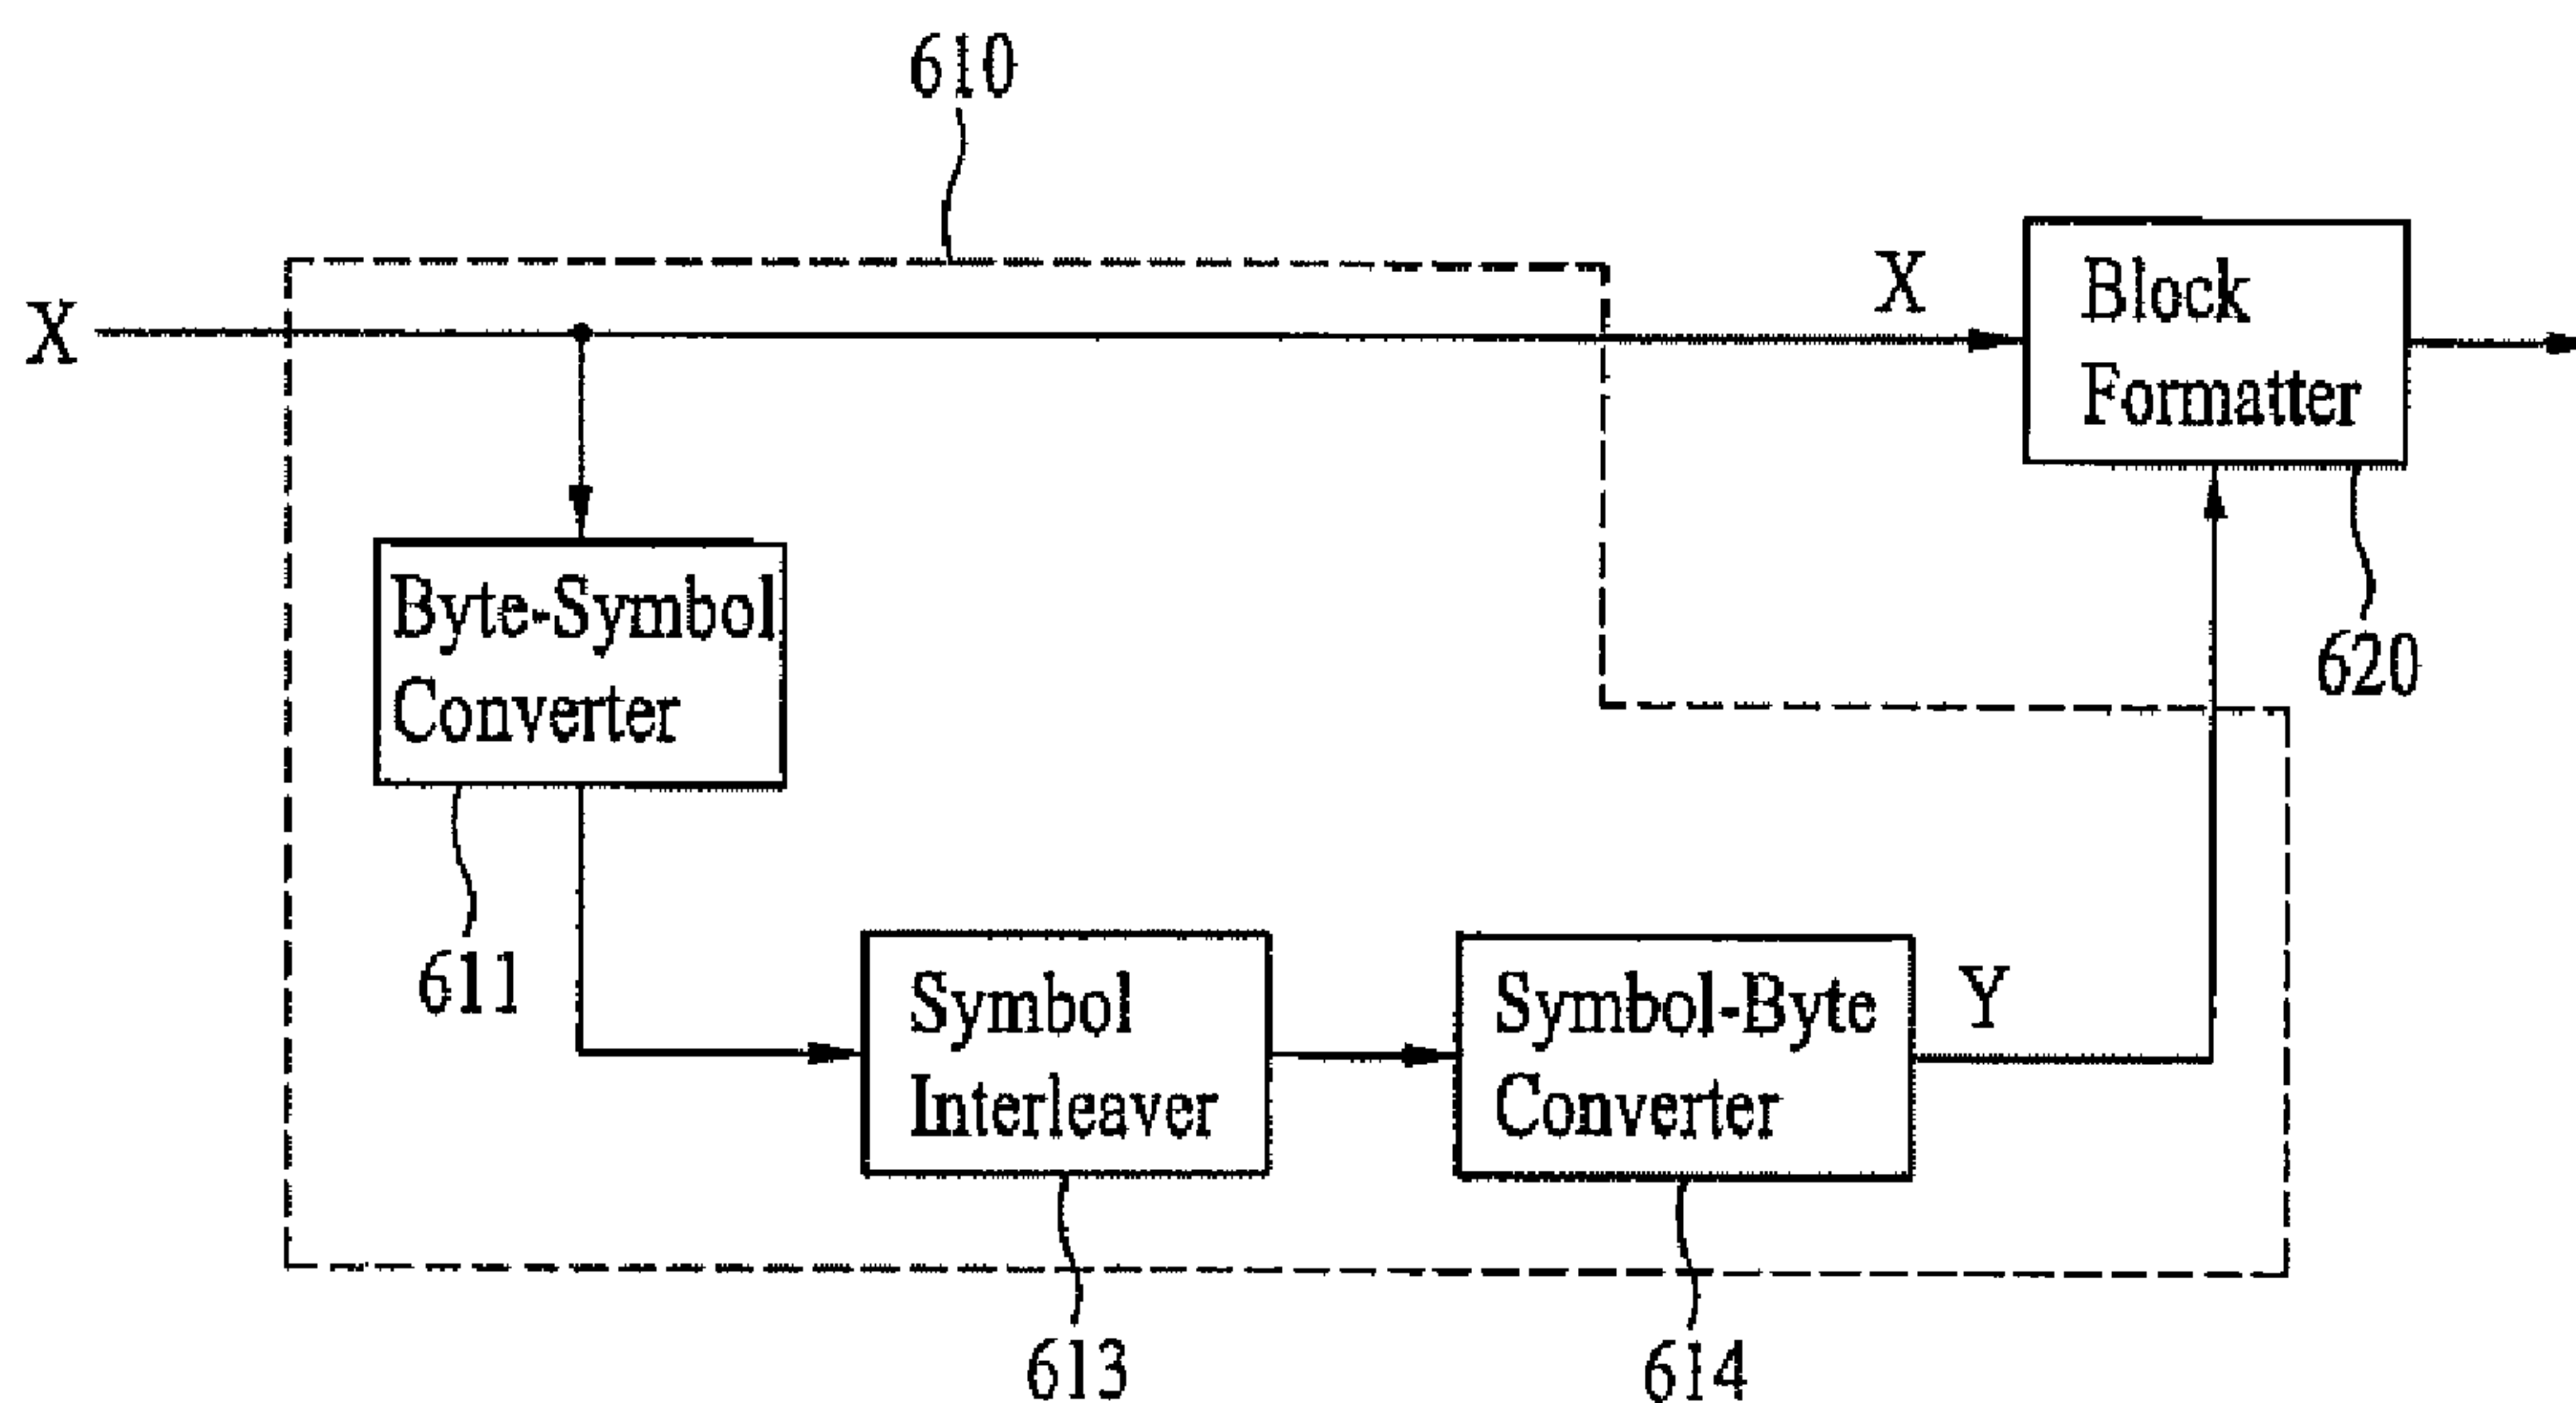 610
X
X
Block
Formatter
620
Byte-Symbol
Converter
611
Symbol
Interleaver
613
Symbol-Byte
Converter
614
Y